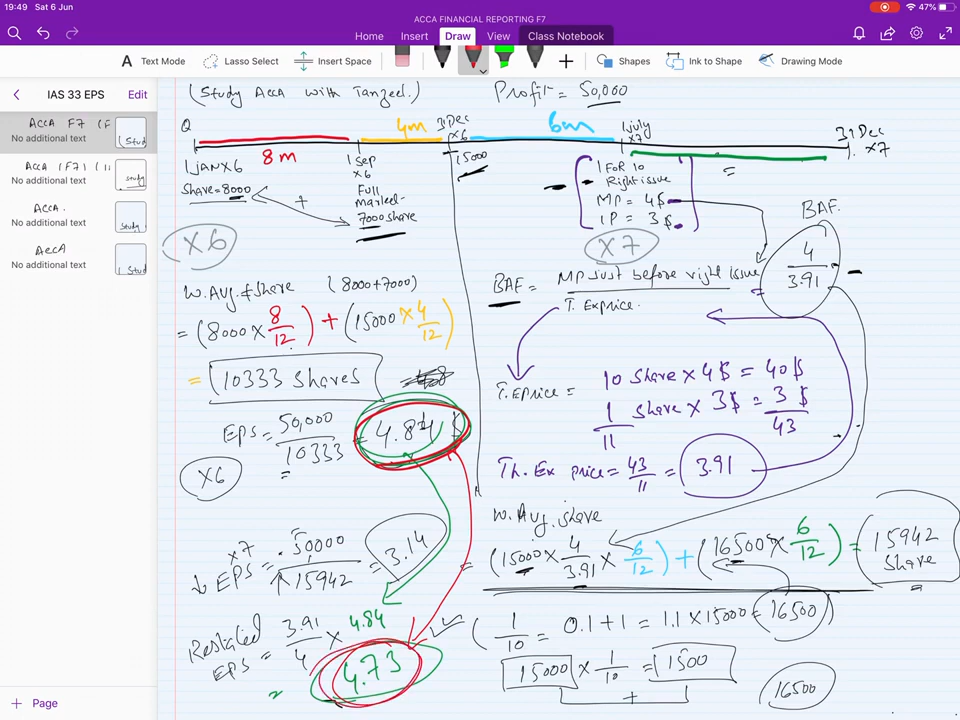 19:49 Sat 6 Jun
47%
ACCA FINANCIAL REPORTING F7
Home Insert Draw View Class Notebook
Text Mode Lasso Select Insert Space Shapes Ink to Shape Drawing Mode
IAS 33 EPS Edit
ACCA F7 (F
No additional text
ACCA (F7) (
No additional text
ACCA.
No additional text
ACCA
No additional text
+ Page
(Study ACCA with Tanzeel.) Profit = 50,000
Q
8m
4m
6m
1 Jan X6
1 Sep X6
31 Dec X6
1 July X7
31 Dec X7
Share = 8000
+
Full market
7000 share
15000
1 FOR 10
Right issue
MP = 4$
IP = 3$
=
X6
X7
BAF
4
3.91
BAF = MP just before right issue
T. Ex price.
W. Avg. # share (8000+7000)
= (8000 × 8/12) + (15000 × 4/12)
= 10333 shares
EPS = 50,000 / 10333 = 4.84 $
X6
T. EX price = 10 share × 4$ = 40$
1 share × 3$ = 3$
11 43
Th. Ex price = 43/11 = 3.91
W. Avg. share
= (15000 × 4/3.91 × 6/12) + (16500 × 6/12) = 15942 share
X7
↓ EPS = 50000 / ↑15942 = 3.14
Restated EPS = 3.91/4 × 4.84
= 4.73
( 1/10 = 0.1 + 1 = 1.1 × 15000 = 16500 )
15000 × 1/10 = 1500
+
16500